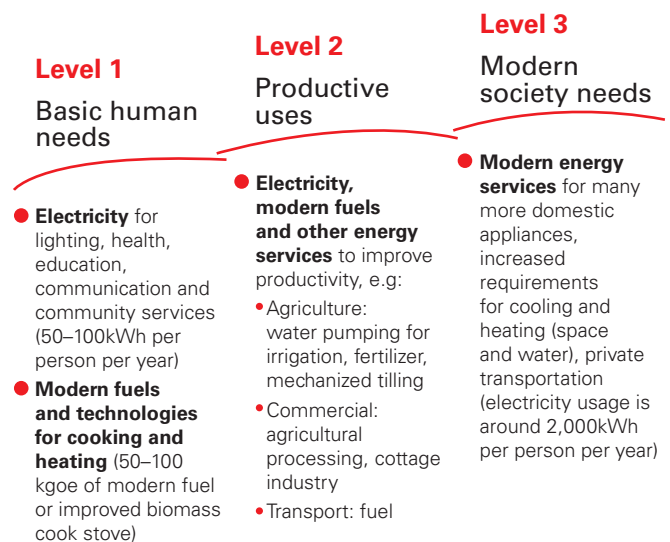 Level 1
Basic human
needs
● Electricity for
lighting, health,
education,
communication and
community services
(50–100kWh per
person per year)
● Modern fuels
and technologies
for cooking and
heating (50–100
kgoe of modern fuel
or improved biomass
cook stove)
Level 2
Productive
uses
● Electricity,
modern fuels
and other energy
services to improve
productivity, e.g:
• Agriculture:
water pumping for
irrigation, fertilizer,
mechanized tilling
• Commercial:
agricultural
processing, cottage
industry
• Transport: fuel
Level 3
Modern
society needs
● Modern energy
services for many
more domestic
appliances,
increased
requirements
for cooling and
heating (space
and water), private
transportation
(electricity usage is
around 2,000kWh
per person per year)